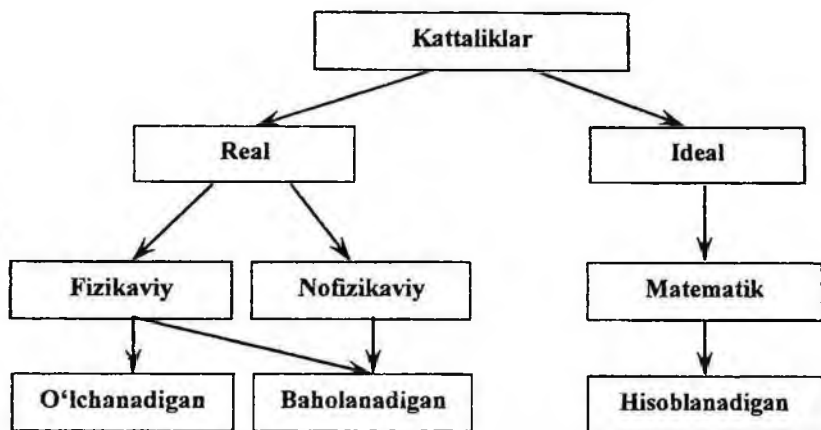 Kattaliklar
Real
Ideal
Fizikaviy
Nofizikaviy
Matematik
O‘lchanadigan
Baholanadigan
Hisoblanadigan